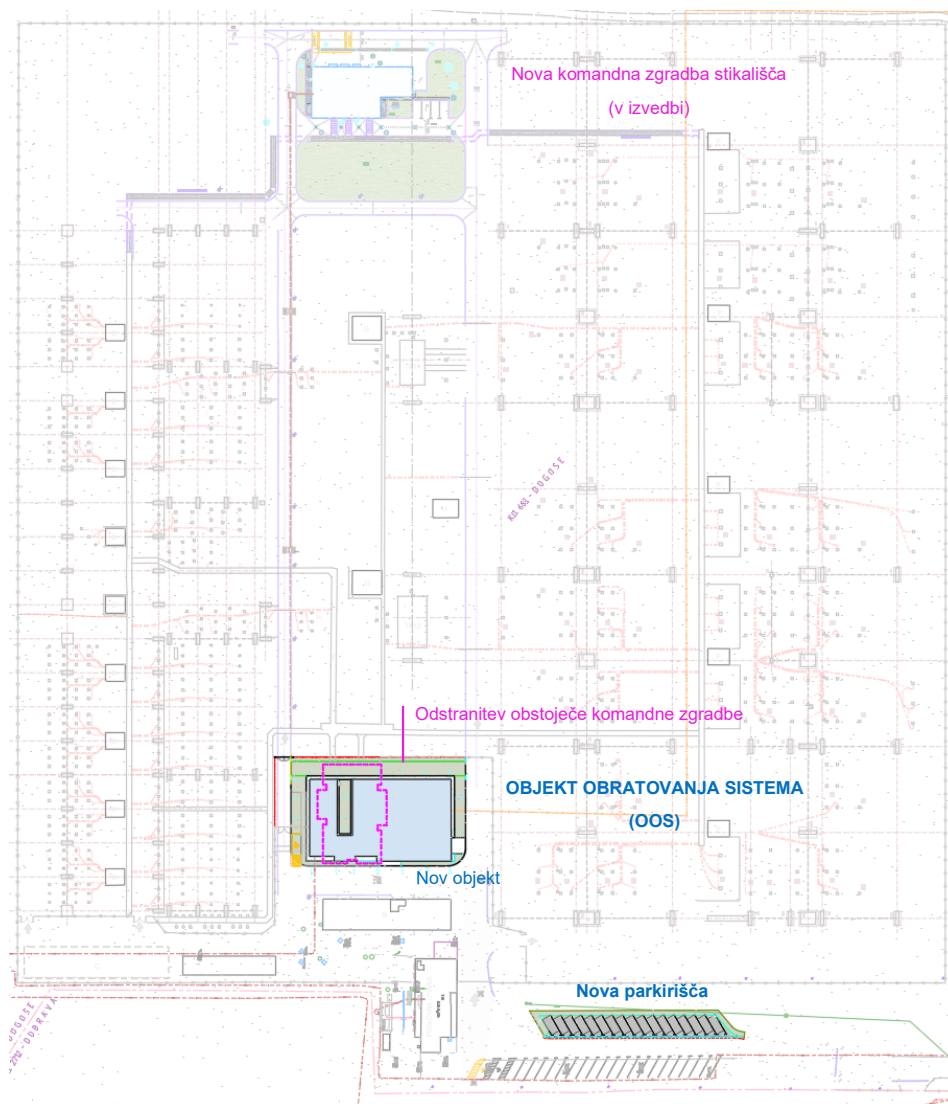 Nova komandna zgradba stikališča
(v izvedbi)
Odstranitev obstoječe komandne zgradbe
OBJEKT OBRATOVANJA SISTEMA
(OOS)
Nov objekt
Nova parkirišča